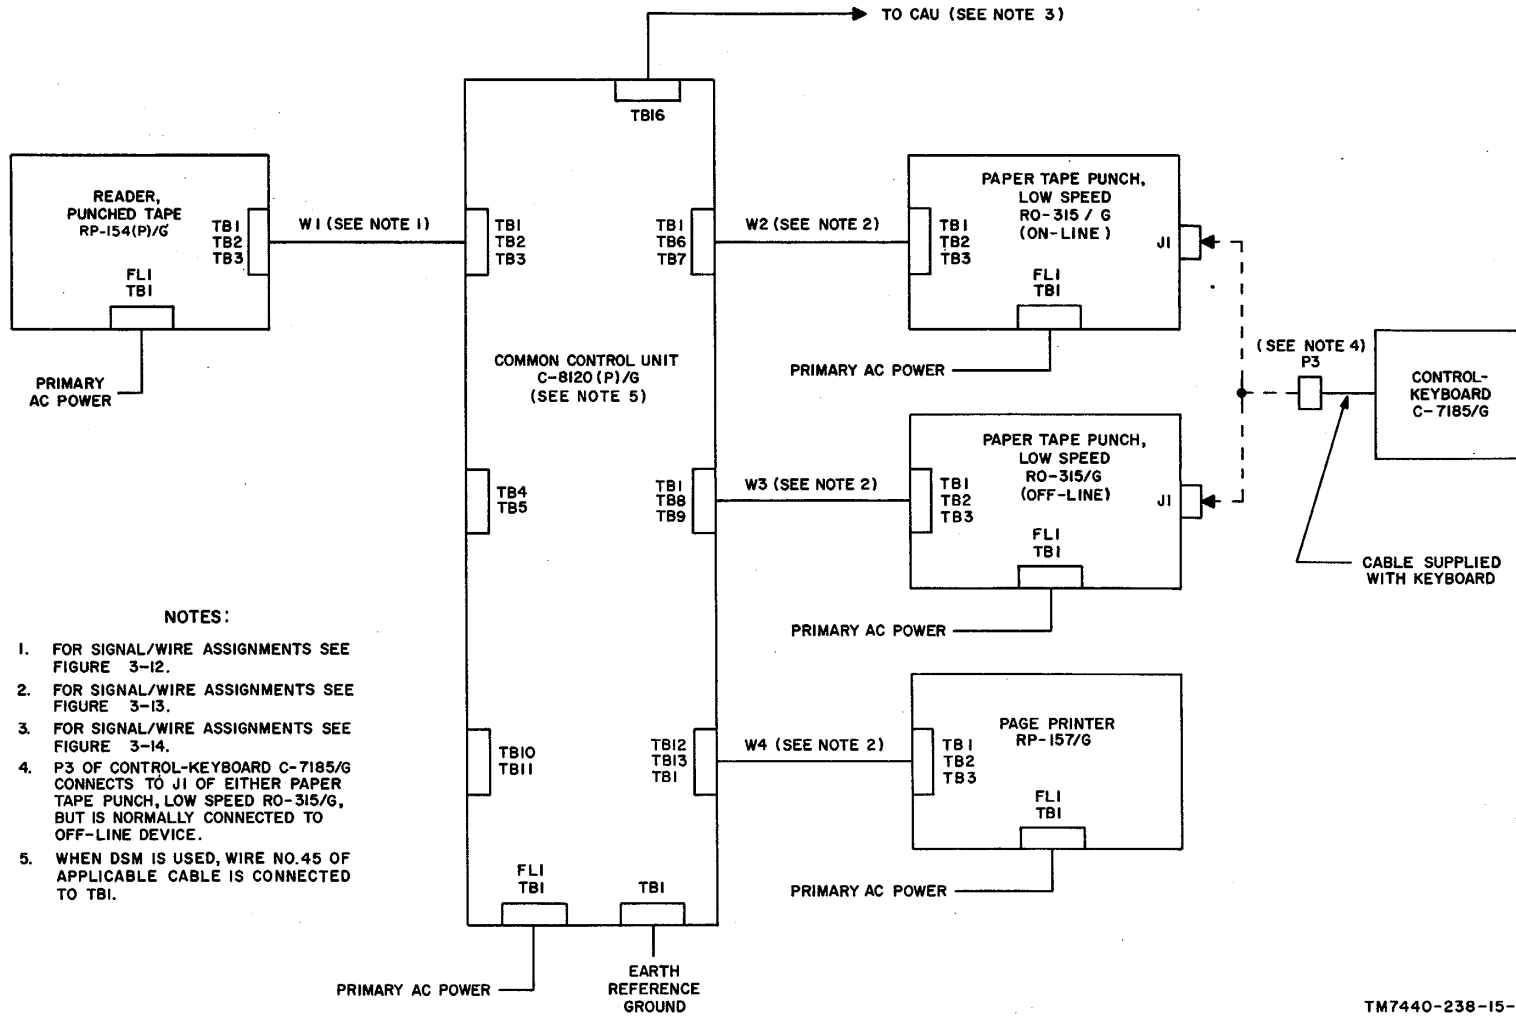 TO CAU (SEE NOTE 3)
TB16
READER,
PUNCHED TAPE
RP-154(P)/G
TB1
TB2
TB3
FL1
TB1
PRIMARY
AC POWER
W1 (SEE NOTE 1)
TB1
TB2
TB3
TB1
TB6
TB7
W2 (SEE NOTE 2)
PAPER TAPE PUNCH,
LOW SPEED
RO-315 / G
(ON-LINE)
TB1
TB2
TB3
J1
FL1
TB1
PRIMARY AC POWER
COMMON CONTROL UNIT
C-8120 (P)/G
(SEE NOTE 5)
(SEE NOTE 4)
P3
CONTROL-
KEYBOARD
C-7185/G
CABLE SUPPLIED
WITH KEYBOARD
TB4
TB5
TB1
TB8
TB9
W3 (SEE NOTE 2)
PAPER TAPE PUNCH,
LOW SPEED
RO-315/G
(OFF-LINE)
TB1
TB2
TB3
J1
FL1
TB1
PRIMARY AC POWER
TB10
TB11
TB12
TB13
TB1
W4 (SEE NOTE 2)
PAGE PRINTER
RP-157/G
TB1
TB2
TB3
FL1
TB1
PRIMARY AC POWER
FL1
TB1
TB1
PRIMARY AC POWER
EARTH
REFERENCE
GROUND
NOTES:
1. FOR SIGNAL/WIRE ASSIGNMENTS SEE
FIGURE 3-12.
2. FOR SIGNAL/WIRE ASSIGNMENTS SEE
FIGURE 3-13.
3. FOR SIGNAL/WIRE ASSIGNMENTS SEE
FIGURE 3-14.
4. P3 OF CONTROL-KEYBOARD C-7185/G
CONNECTS TO J1 OF EITHER PAPER
TAPE PUNCH, LOW SPEED RO-315/G,
BUT IS NORMALLY CONNECTED TO
OFF-LINE DEVICE.
5. WHEN DSM IS USED, WIRE NO.45 OF
APPLICABLE CABLE IS CONNECTED
TO TB1.
TM7440-238-15-